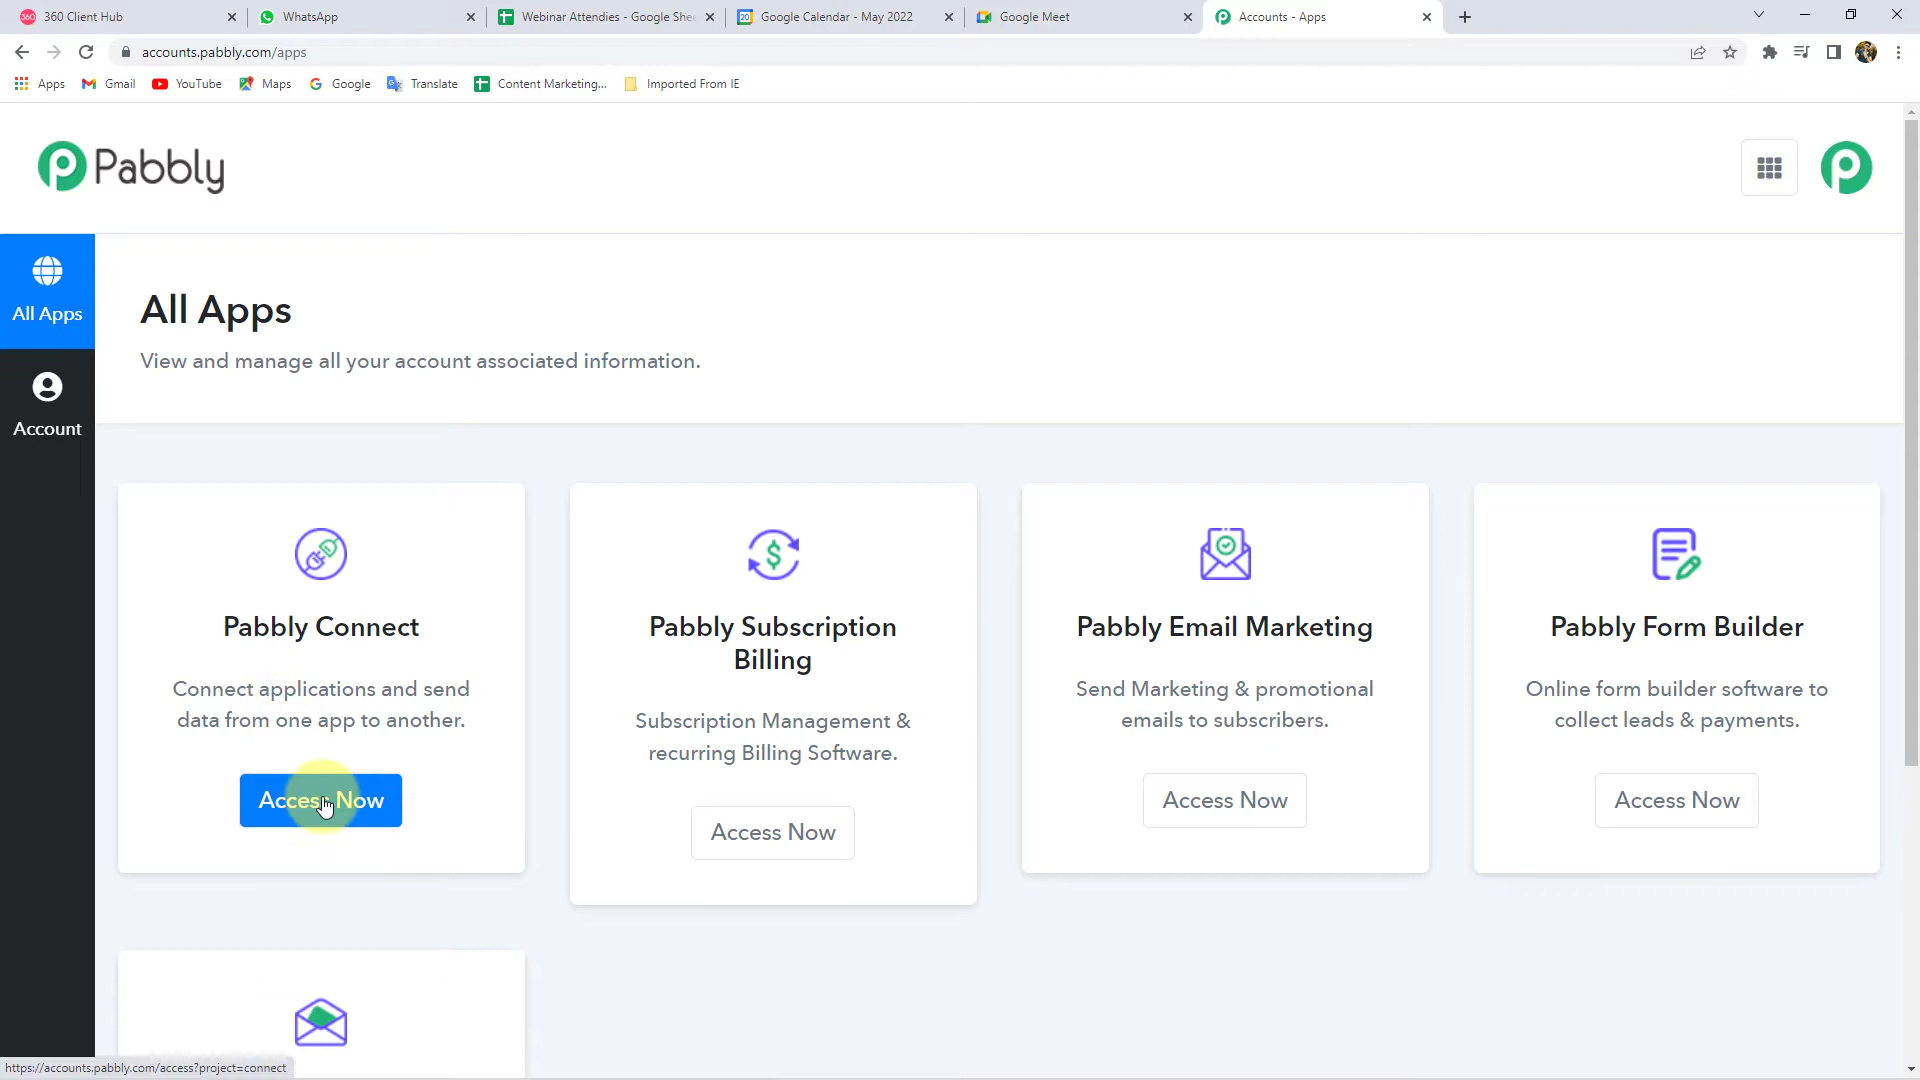 360 Client Hub
WhatsApp
Webinar Attendies - Google She
Google Calendar - May 2022
Google Meet
Accounts - Apps
accounts.pabbly.com/apps
Apps
Gmail
YouTube
Maps
Google
Translate
Content Marketing...
Imported From IE
Pabbly
All Apps
Account
All Apps
View and manage all your account associated information.
Pabbly Connect
Connect applications and send
data from one app to another.
Access Now
Pabbly Subscription
Billing
Subscription Management &
recurring Billing Software.
Access Now
Pabbly Email Marketing
Send Marketing & promotional
emails to subscribers.
Access Now
Pabbly Form Builder
Online form builder software to
collect leads & payments.
Access Now
https://accounts.pabbly.com/access?project=connect